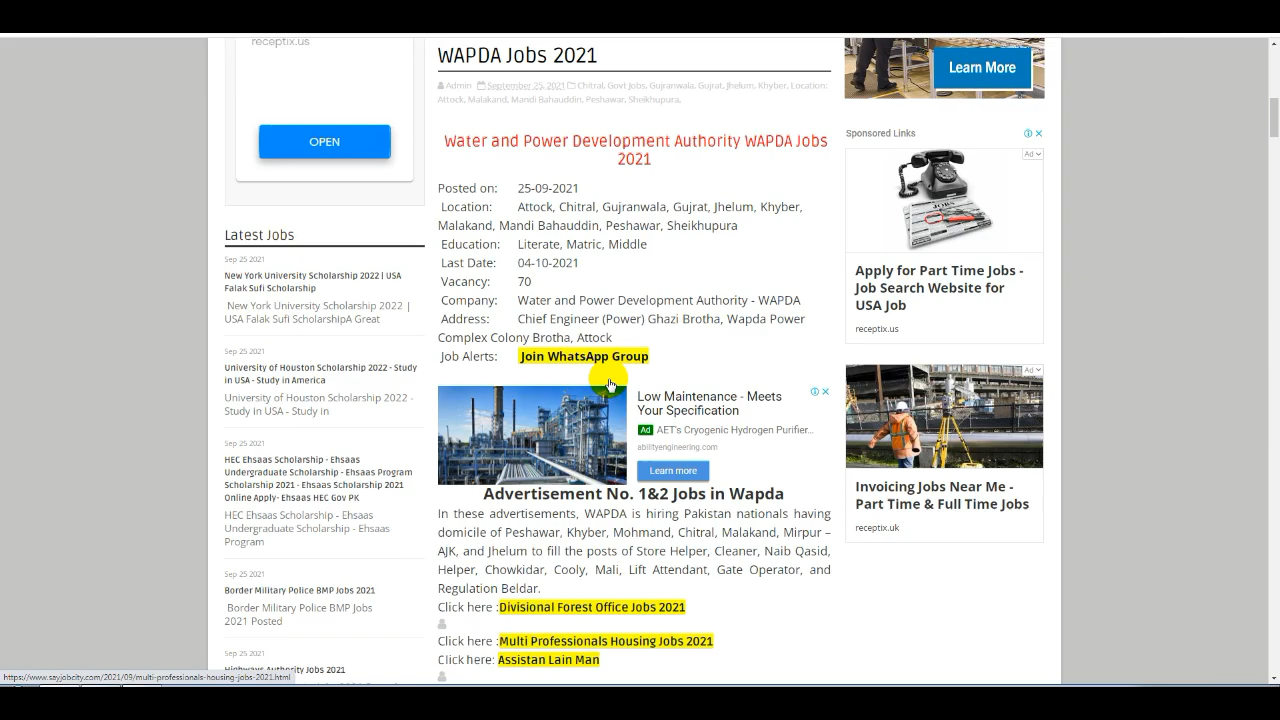 receptix.us
OPEN
Latest Jobs
Sep 25 2021
New York University Scholarship 2022 | USA
Falak Sufi Scholarship
New York University Scholarship 2022 |
USA Falak Sufi ScholarshipA Great
Sep 25 2021
University of Houston Scholarship 2022 - Study
in USA - Study in America
University of Houston Scholarship 2022 -
Study in USA - Study in
Sep 25 2021
HEC Ehsaas Scholarship - Ehsaas
Undergraduate Scholarship - Ehsaas Program
Scholarship 2021 - Ehsaas Scholarship 2021
Online Apply- Ehsaas HEC Gov PK
HEC Ehsaas Scholarship - Ehsaas
Undergraduate Scholarship - Ehsaas
Program
Sep 25 2021
Border Military Police BMP Jobs 2021
Border Military Police BMP Jobs
2021 Posted
Sep 25 2021
Highways Authority Jobs 2021
WAPDA Jobs 2021
Admin September 25, 2021 Chitral, Govt Jobs, Gujranwala, Gujrat, Jhelum, Khyber, Location:
Attock, Malakand, Mandi Bahauddin, Peshawar, Sheikhupura,
Water and Power Development Authority WAPDA Jobs
2021
Posted on: 25-09-2021
Location: Attock, Chitral, Gujranwala, Gujrat, Jhelum, Khyber,
Malakand, Mandi Bahauddin, Peshawar, Sheikhupura
Education: Literate, Matric, Middle
Last Date: 04-10-2021
Vacancy: 70
Company: Water and Power Development Authority - WAPDA
Address: Chief Engineer (Power) Ghazi Brotha, Wapda Power
Complex Colony Brotha, Attock
Job Alerts: Join WhatsApp Group
Low Maintenance - Meets
Your Specification
Ad AET's Cryogenic Hydrogen Purifier...
abilityengineering.com
Learn more
Advertisement No. 1&2 Jobs in Wapda
In these advertisements, WAPDA is hiring Pakistan nationals having
domicile of Peshawar, Khyber, Mohmand, Chitral, Malakand, Mirpur –
AJK, and Jhelum to fill the posts of Store Helper, Cleaner, Naib Qasid,
Helper, Chowkidar, Cooly, Mali, Lift Attendant, Gate Operator, and
Regulation Beldar.
Click here :Divisional Forest Office Jobs 2021
Click here :Multi Professionals Housing Jobs 2021
Click here: Assistan Lain Man
Learn More
Sponsored Links
Ad
JOBS
Apply for Part Time Jobs -
Job Search Website for
USA Job
receptix.us
Ad
Invoicing Jobs Near Me -
Part Time & Full Time Jobs
receptix.uk
https://www.sayjobcity.com/2021/09/multi-professionals-housing-jobs-2021.html